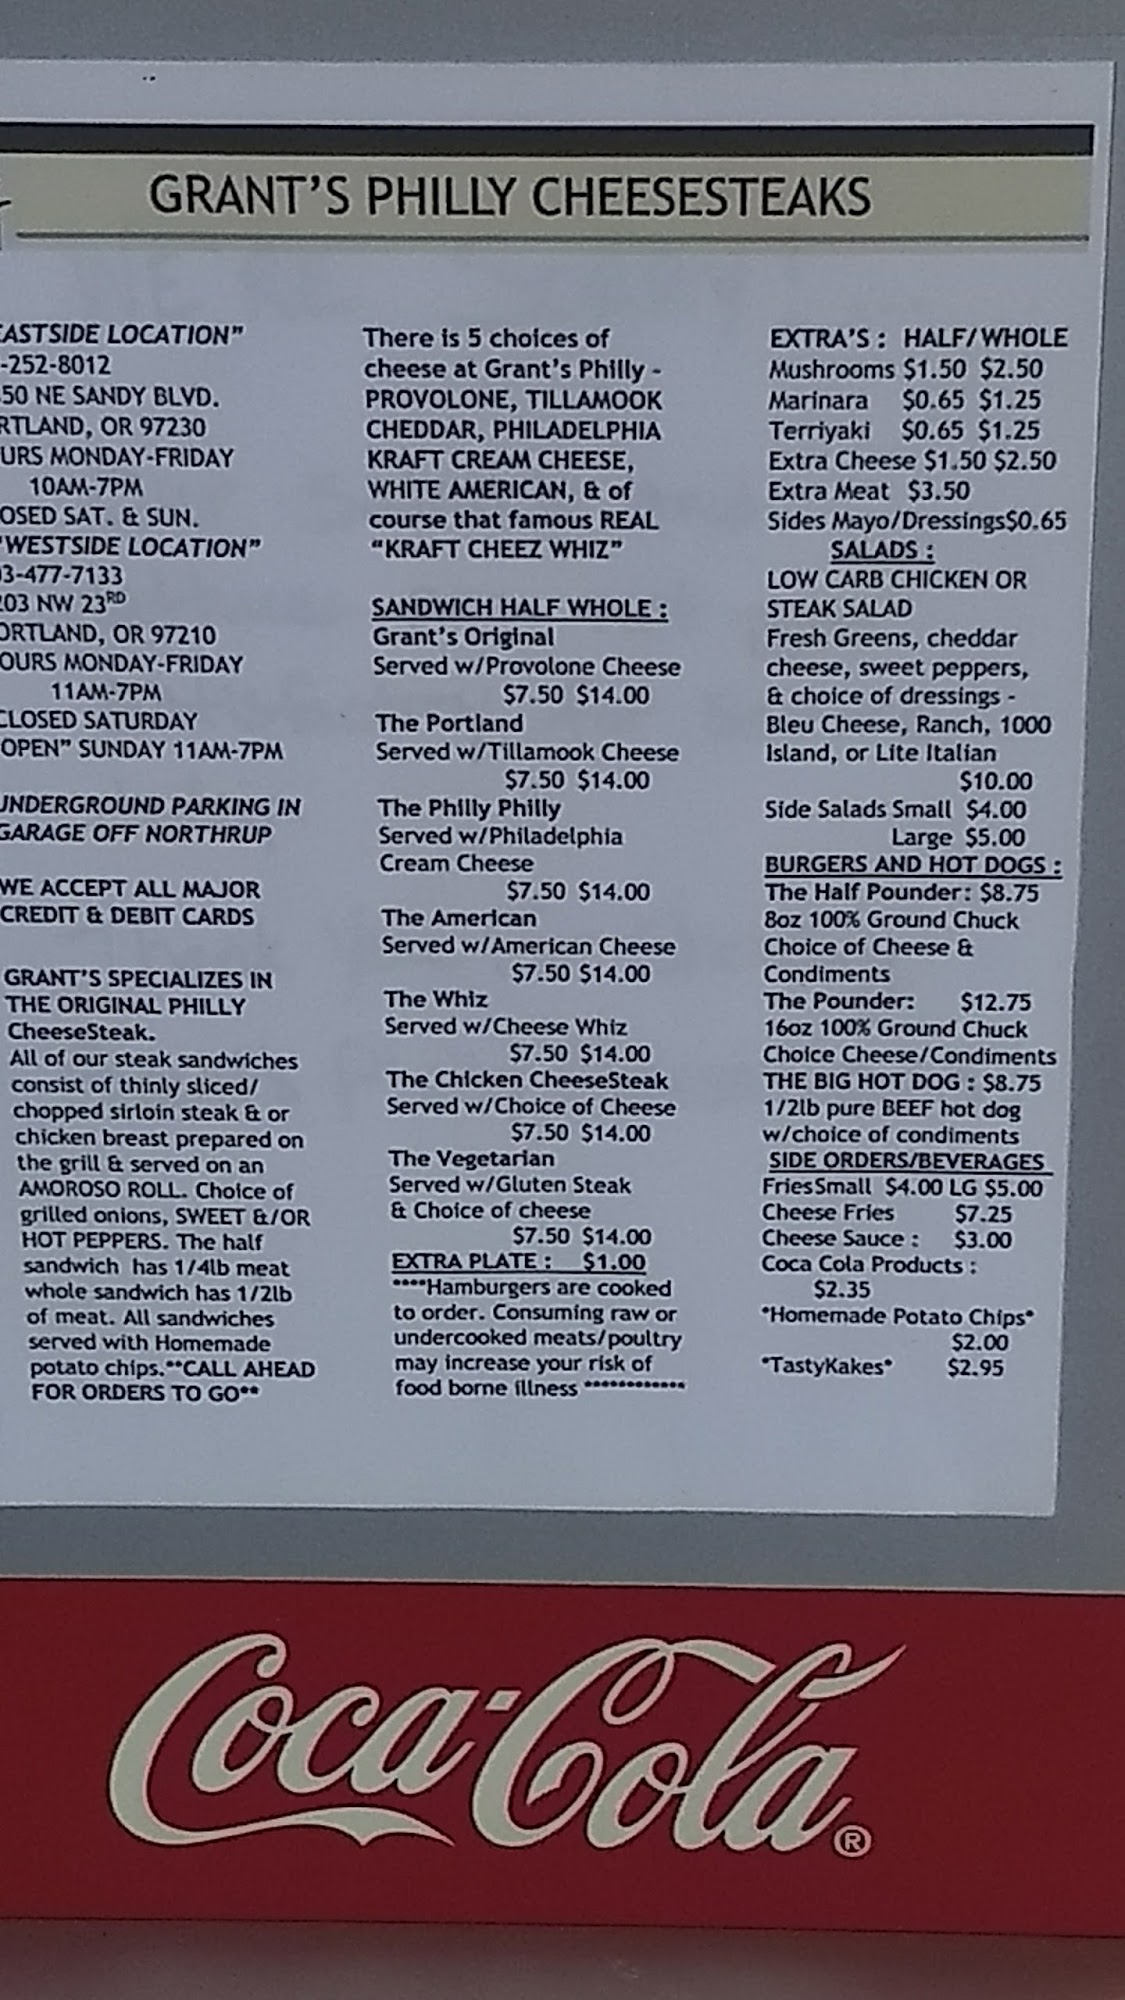 GRANT'S PHILLY CHEESESTEAKS
EASTSIDE LOCATION"
-252-8012
50 NE SANDY BLVD.
RTLAND, OR 97230
URS MONDAY-FRIDAY
10AM-7PM
OSED SAT. & SUN.
"WESTSIDE LOCATION"
03-477-7133
203 NW 23RD
ORTLAND, OR 97210
OURS MONDAY-FRIDAY
11AM-7PM
CLOSED SATURDAY
OPEN" SUNDAY 11AM-7PM
UNDERGROUND PARKING IN
GARAGE OFF NORTHRUP
WE ACCEPT ALL MAJOR
CREDIT & DEBIT CARDS
GRANT'S SPECIALIZES IN
THE ORIGINAL PHILLY
CheeseSteak.
All of our steak sandwiches
consist of thinly sliced/
chopped sirloin steak & or
chicken breast prepared on
the grill & served on an
AMOROSO ROLL. Choice of
grilled onions, SWEET &/OR
HOT PEPPERS. The half
sandwich has 1/4lb meat
whole sandwich has 1/2lb
of meat. All sandwiches
served with Homemade
potato chips.**CALL AHEAD
FOR ORDERS TO GO**
There is 5 choices of
cheese at Grant's Philly -
PROVOLONE, TILLAMOOK
CHEDDAR, PHILADELPHIA
KRAFT CREAM CHEESE,
WHITE AMERICAN, & of
course that famous REAL
"KRAFT CHEEZ WHIZ"
SANDWICH HALF WHOLE :
Grant's Original
Served w/Provolone Cheese
$7.50 $14.00
The Portland
Served w/Tillamook Cheese
$7.50 $14.00
The Philly Philly
Served w/Philadelphia
Cream Cheese
$7.50 $14.00
The American
Served w/American Cheese
$7.50 $14.00
The Whiz
Served w/Cheese Whiz
$7.50 $14.00
The Chicken CheeseSteak
Served w/Choice of Cheese
$7.50 $14.00
The Vegetarian
Served w/Gluten Steak
& Choice of cheese
$7.50 $14.00
EXTRA PLATE : $1.00
****Hamburgers are cooked
to order. Consuming raw or
undercooked meats/poultry
may increase your risk of
food borne illness ************
EXTRA'S : HALF/WHOLE
Mushrooms $1.50 $2.50
Marinara $0.65 $1.25
Terriyaki $0.65 $1.25
Extra Cheese $1.50 $2.50
Extra Meat $3.50
Sides Mayo/Dressings$0.65
SALADS :
LOW CARB CHICKEN OR
STEAK SALAD
Fresh Greens, cheddar
cheese, sweet peppers,
& choice of dressings -
Bleu Cheese, Ranch, 1000
Island, or Lite Italian
$10.00
Side Salads Small $4.00
Large $5.00
BURGERS AND HOT DOGS :
The Half Pounder: $8.75
8oz 100% Ground Chuck
Choice of Cheese &
Condiments
The Pounder: $12.75
16oz 100% Ground Chuck
Choice Cheese/Condiments
THE BIG HOT DOG : $8.75
1/2lb pure BEEF hot dog
w/choice of condiments
SIDE ORDERS/BEVERAGES
FriesSmall $4.00 LG $5.00
Cheese Fries $7.25
Cheese Sauce : $3.00
Coca Cola Products :
$2.35
*Homemade Potato Chips*
$2.00
*TastyKakes* $2.95
Coca-Cola®